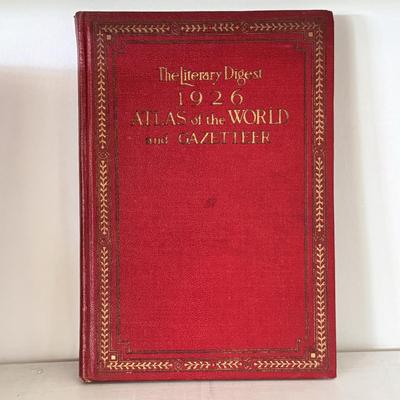 The Literary Digest
1926
ATLAS of the WORLD
and GAZETTEER